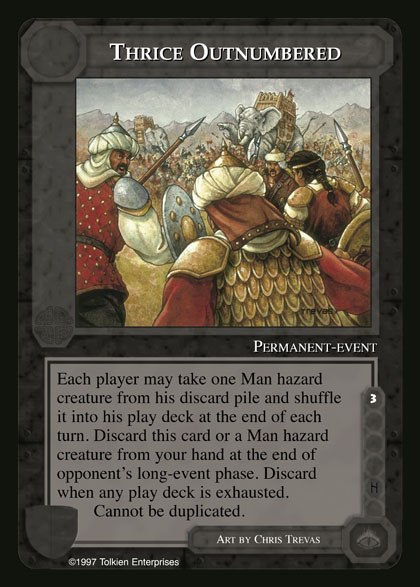 Thrice Outnumbered
TREVAS
Permanent-event
Each player may take one Man hazard
creature from his discard pile and shuffle
it into his play deck at the end of each
turn. Discard this card or a Man hazard
creature from your hand at the end of
opponent’s long-event phase. Discard
when any play deck is exhausted.
Cannot be duplicated.
3
H
Art by Chris Trevas
©1997 Tolkien Enterprises